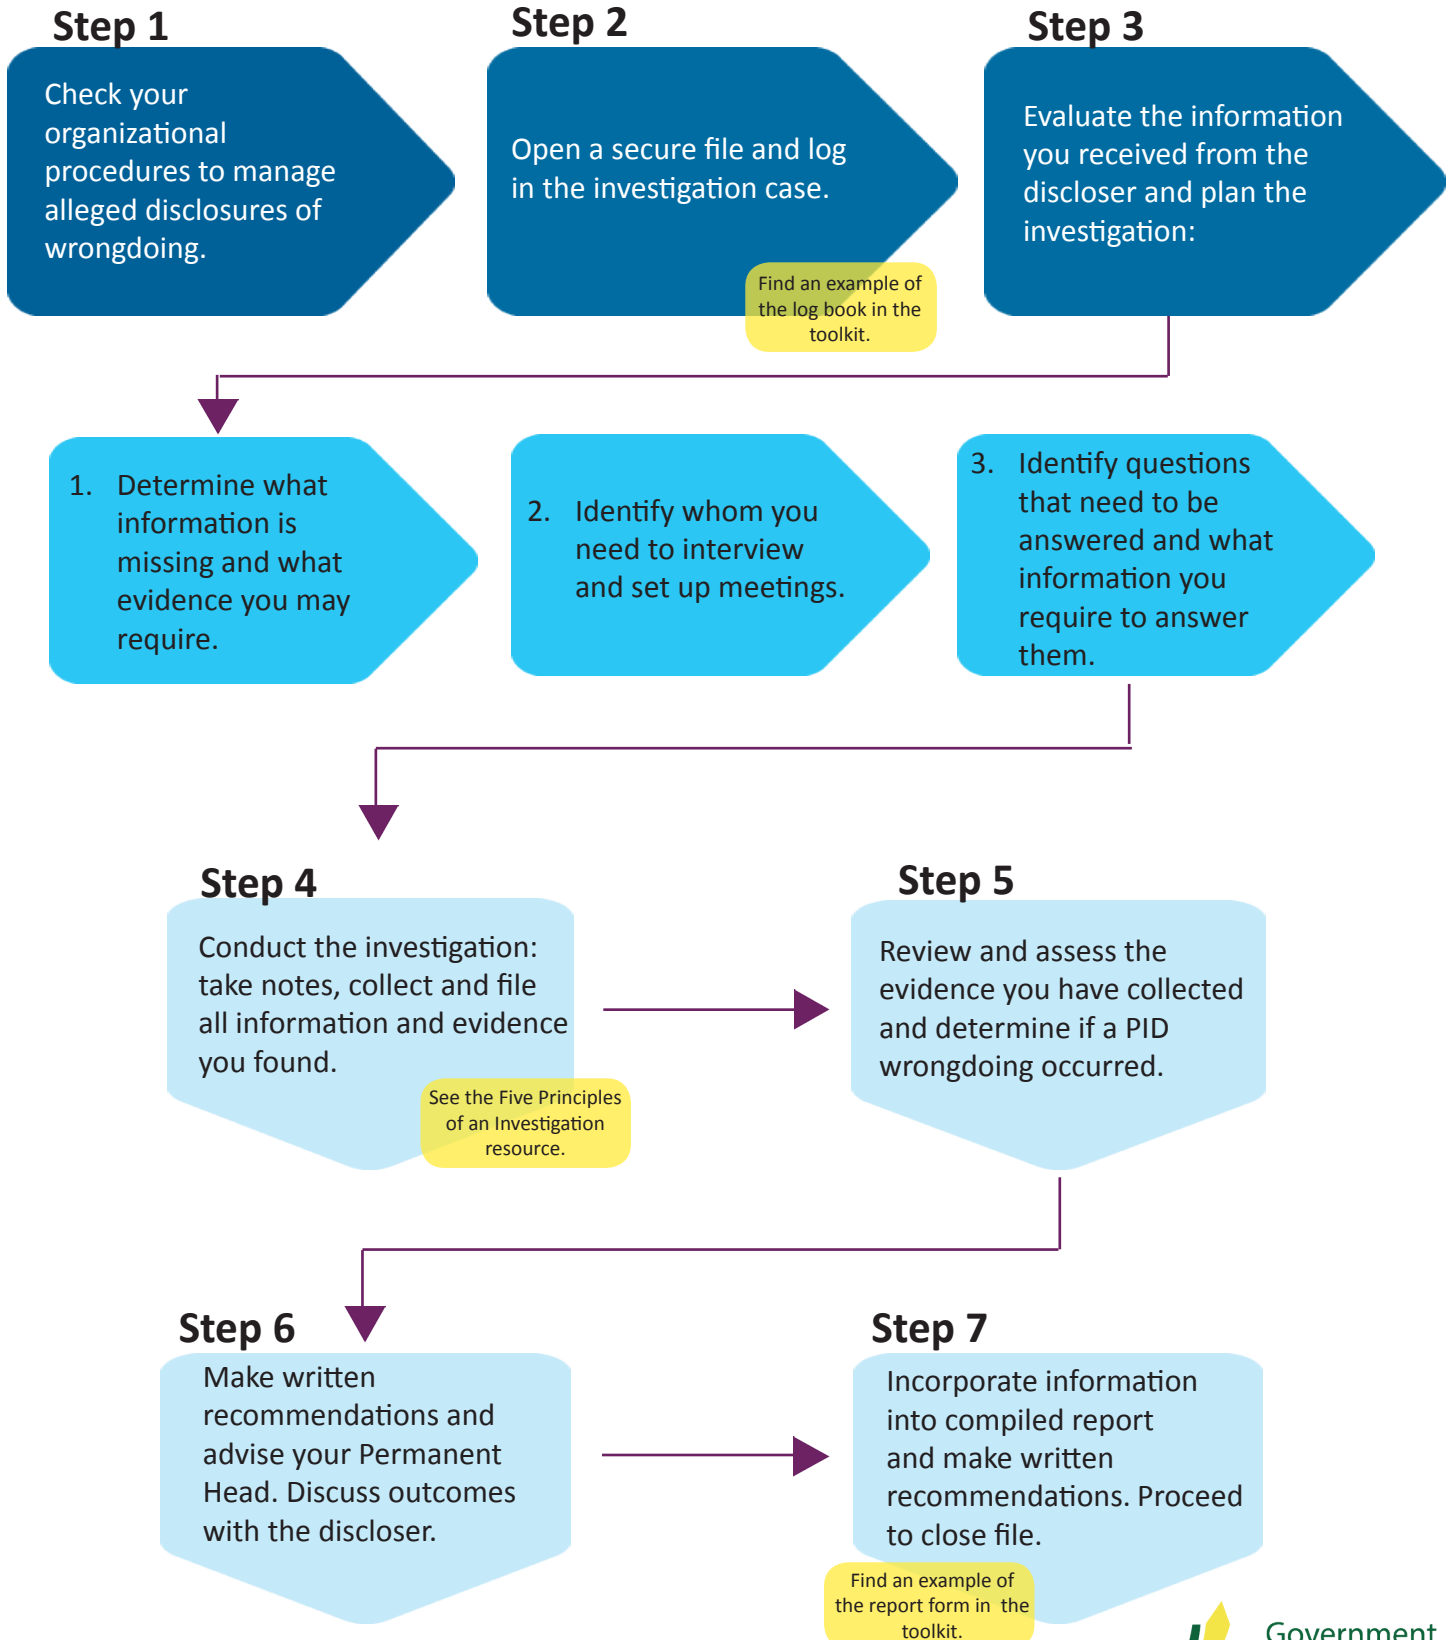 Step 1
Check your
organizational
procedures to manage
alleged disclosures of
wrongdoing.
Step 2
Open a secure file and log
in the investigation case.
Find an example of
the log book in the
toolkit.
Step 3
Evaluate the information
you received from the
discloser and plan the
investigation:
1. Determine what
information is
missing and what
evidence you may
require.
2. Identify whom you
need to interview
and set up meetings.
3. Identify questions
that need to be
answered and what
information you
require to answer
them.
Step 4
Conduct the investigation:
take notes, collect and file
all information and evidence
you found.
See the Five Principles
of an Investigation
resource.
Step 5
Review and assess the
evidence you have collected
and determine if a PID
wrongdoing occurred.
Step 6
Make written
recommendations and
advise your Permanent
Head. Discuss outcomes
with the discloser.
Step 7
Incorporate information
into compiled report
and make written
recommendations. Proceed
to close file.
Find an example of
the report form in the
toolkit.
Government